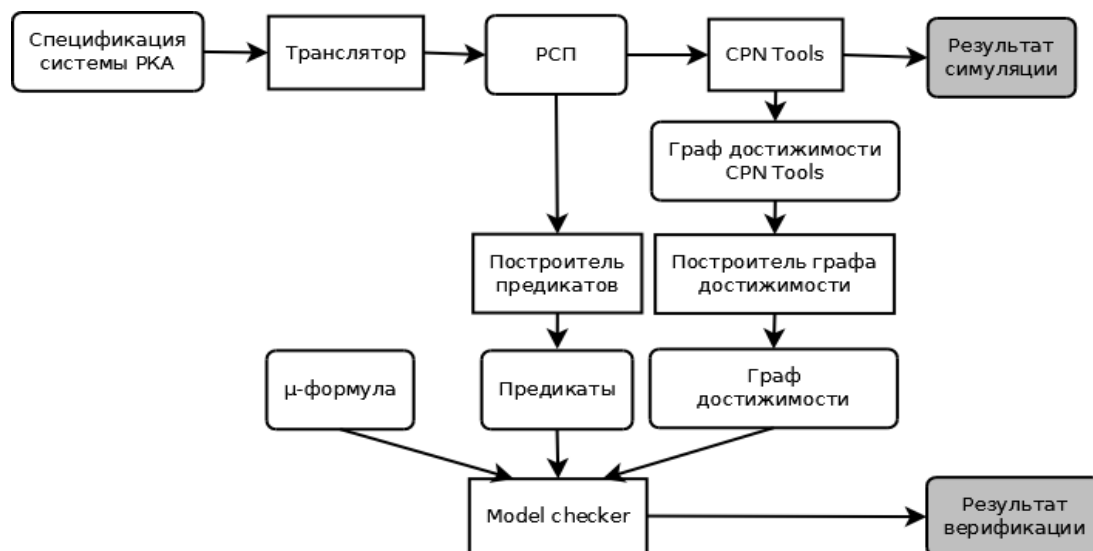 Спецификация
системы РКА
Транслятор
РСП
CPN Tools
Результат
симуляции
Граф достижимости
CPN Tools
Построитель
предикатов
Построитель графа
достижимости
μ-формула
Предикаты
Граф
достижимости
Model checker
Результат
верификации